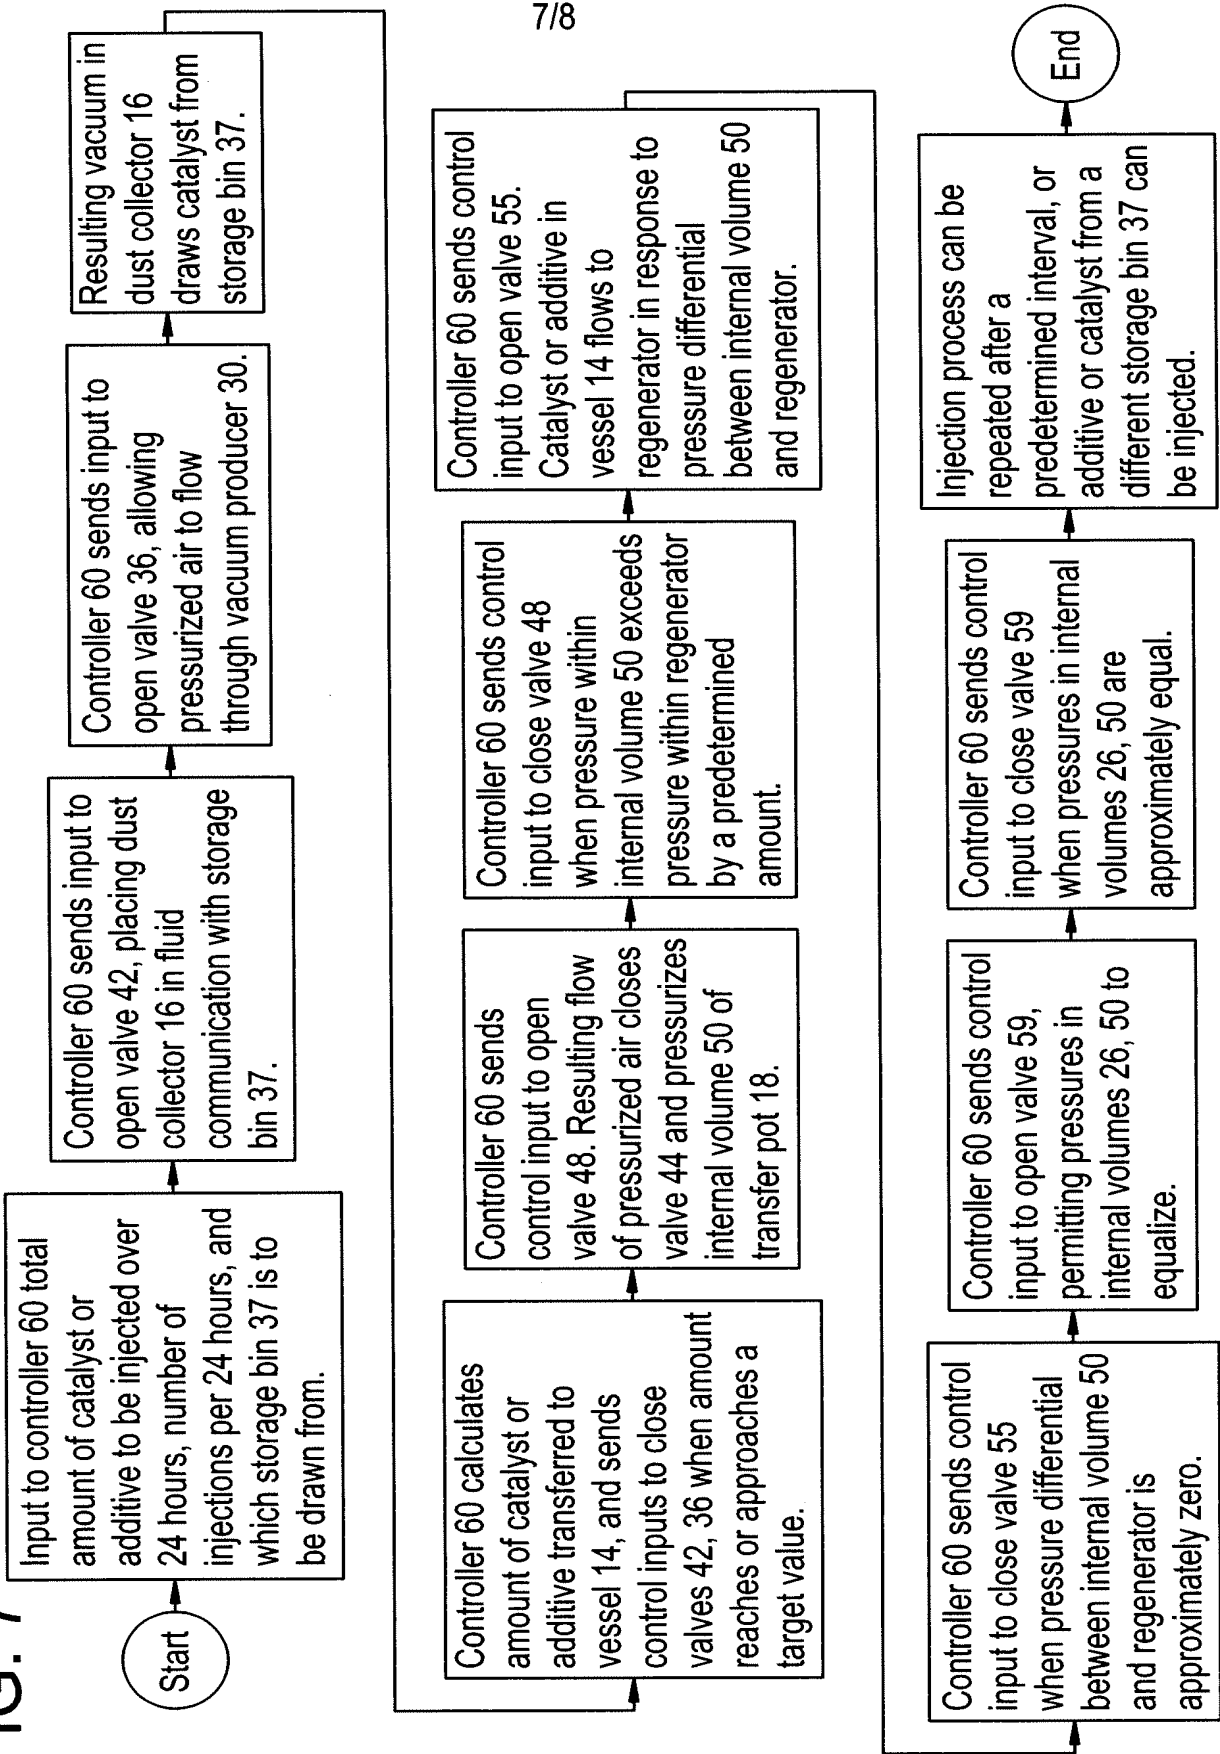 7/8
FIG. 7
Start
Input to controller 60 total
amount of catalyst or
additive to be injected over
24 hours, number of
injections per 24 hours, and
which storage bin 37 is to
be drawn from.
Controller 60 sends input to
open valve 42, placing dust
collector 16 in fluid
communication with storage
bin 37.
Controller 60 sends input to
open valve 36, allowing
pressurized air to flow
through vacuum producer 30.
Resulting vacuum in
dust collector 16
draws catalyst from
storage bin 37.
Controller 60 calculates
amount of catalyst or
additive transferred to
vessel 14, and sends
control inputs to close
valves 42, 36 when amount
reaches or approaches a
target value.
Controller 60 sends
control input to open
valve 48. Resulting flow
of pressurized air closes
valve 44 and pressurizes
internal volume 50 of
transfer pot 18.
Controller 60 sends control
input to close valve 48
when pressure within
internal volume 50 exceeds
pressure within regenerator
by a predetermined
amount.
Controller 60 sends control
input to open valve 55.
Catalyst or additive in
vessel 14 flows to
regenerator in response to
pressure differential
between internal volume 50
and regenerator.
Controller 60 sends control
input to close valve 55
when pressure differential
between internal volume 50
and regenerator is
approximately zero.
Controller 60 sends control
input to open valve 59,
permitting pressures in
internal volumes 26, 50 to
equalize.
Controller 60 sends control
input to close valve 59
when pressures in internal
volumes 26, 50 are
approximately equal.
Injection process can be
repeated after a
predetermined interval, or
additive or catalyst from a
different storage bin 37 can
be injected.
End